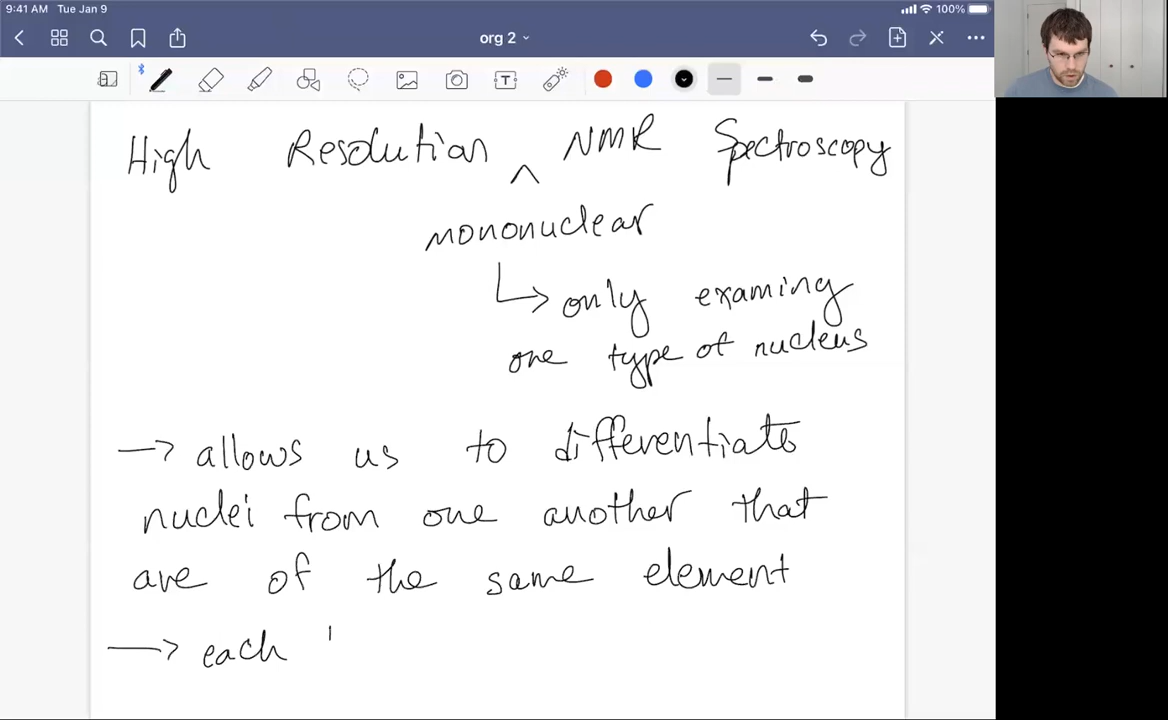 9:41 AM Tue Jan 9
100%
org 2
T
High Resolution ^ NMR Spectroscopy
mononuclear
↳ only examing
one type of nucleus
→ allows us to differentiate
nuclei from one another that
are of the same element
→ each